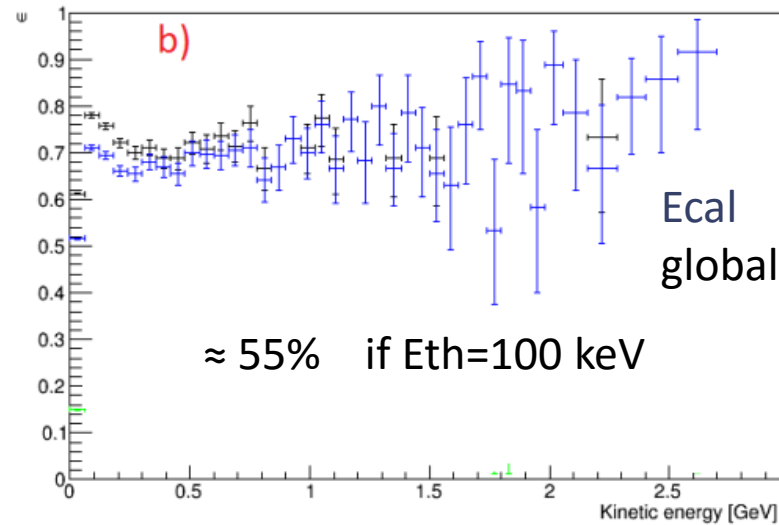 ε
b)
1
0.9
0.8
0.7
0.6
0.5
0.4
0.3
0.2
0.1
0
Ecal
global
≈ 55% if Eth=100 keV
0 0.5 1 1.5 2 2.5
Kinetic energy [GeV]